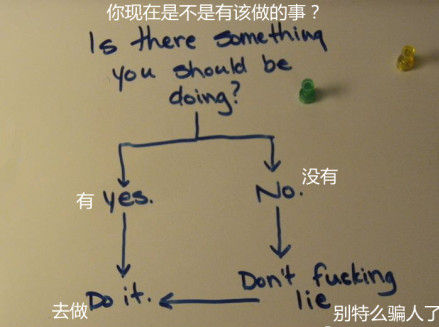 你现在是不是有该做的事？
Is there something
you should be
doing?
有 yes.
No. 没有
Don't fucking
lie
别特么骗人了
去做 Do it.